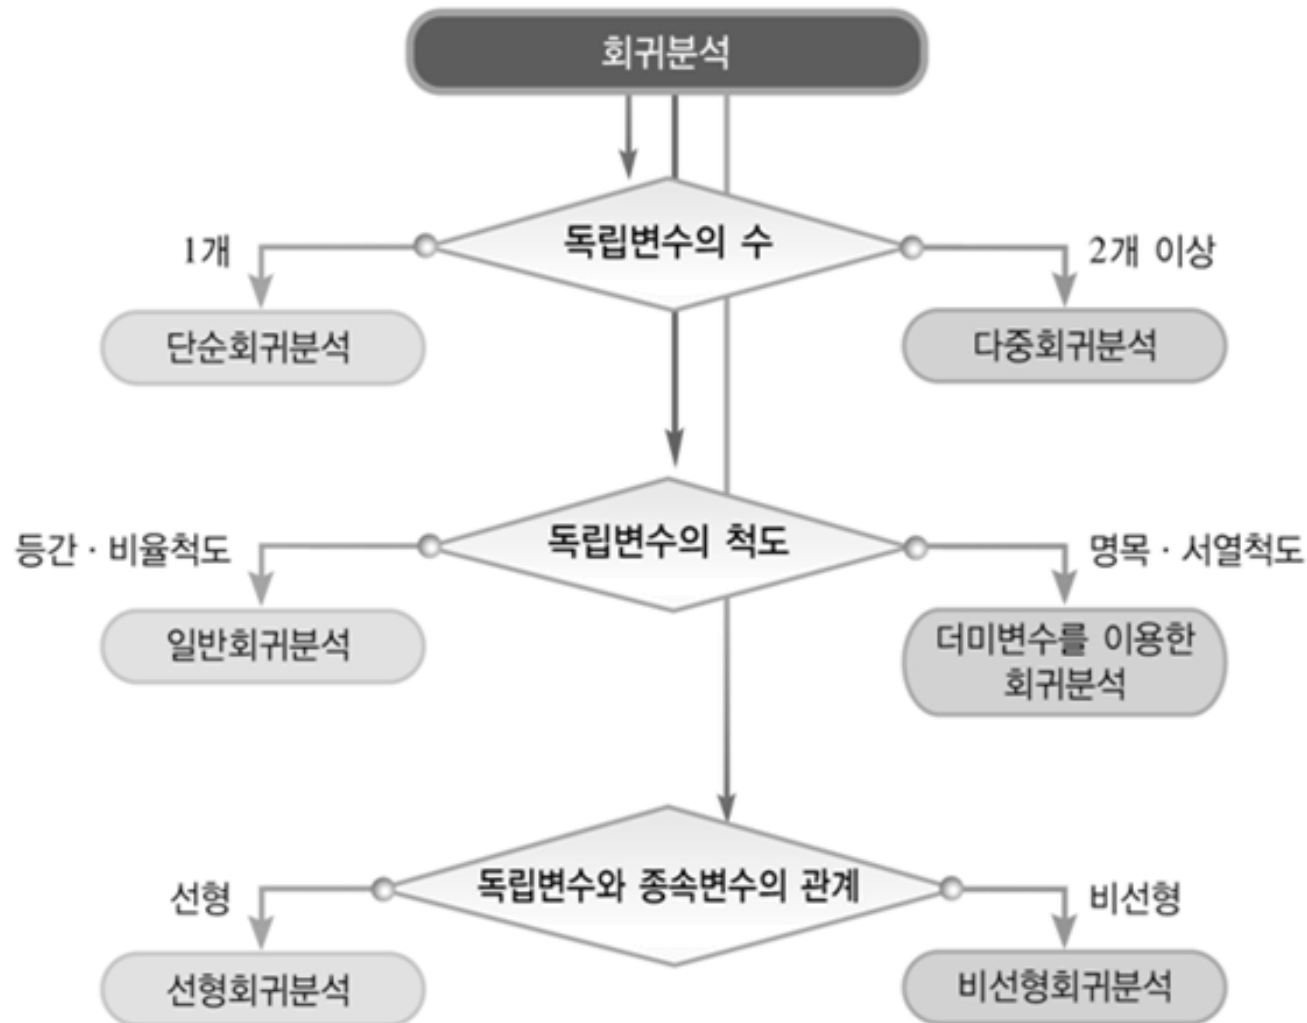 회귀분석
독립변수의 수
1개
2개 이상
단순회귀분석
다중회귀분석
독립변수의 척도
등간 · 비율척도
명목 · 서열척도
일반회귀분석
더미변수를 이용한
회귀분석
독립변수와 종속변수의 관계
선형
비선형
선형회귀분석
비선형회귀분석